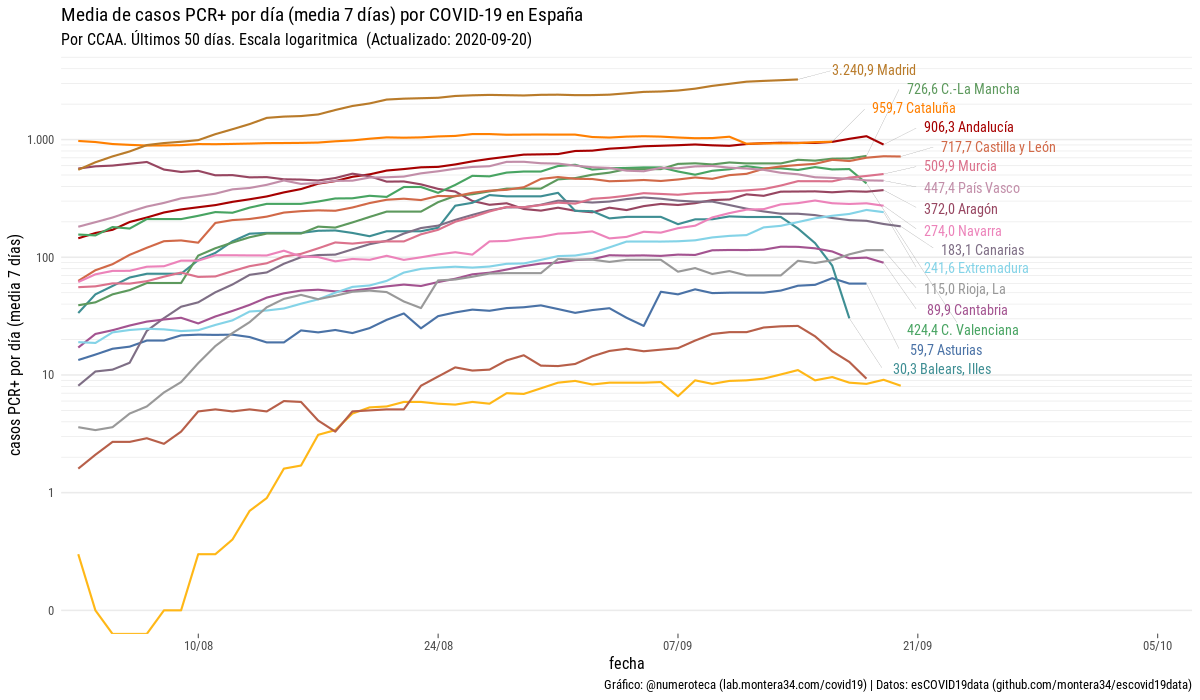 Media de casos PCR+ por día (media 7 días) por COVID-19 en España
Por CCAA. Últimos 50 días. Escala logaritmica  (Actualizado: 2020-09-20)
3.240,9 Madrid
726,6 C.-La Mancha
959,7 Cataluña
906,3 Andalucía
717,7 Castilla y León
509,9 Murcia
447,4 País Vasco
372,0 Aragón
274,0 Navarra
183,1 Canarias
241,6 Extremadura
115,0 Rioja, La
89,9 Cantabria
424,4 C. Valenciana
59,7 Asturias
30,3 Balears, Illes
casos PCR+ por día (media  7 días)
1.000
100
10
1
0
10/08
24/08
07/09
21/09
05/10
fecha
Gráfico: @numeroteca (lab.montera34.com/covid19) | Datos: esCOVID19data (github.com/montera34/escovid19data)